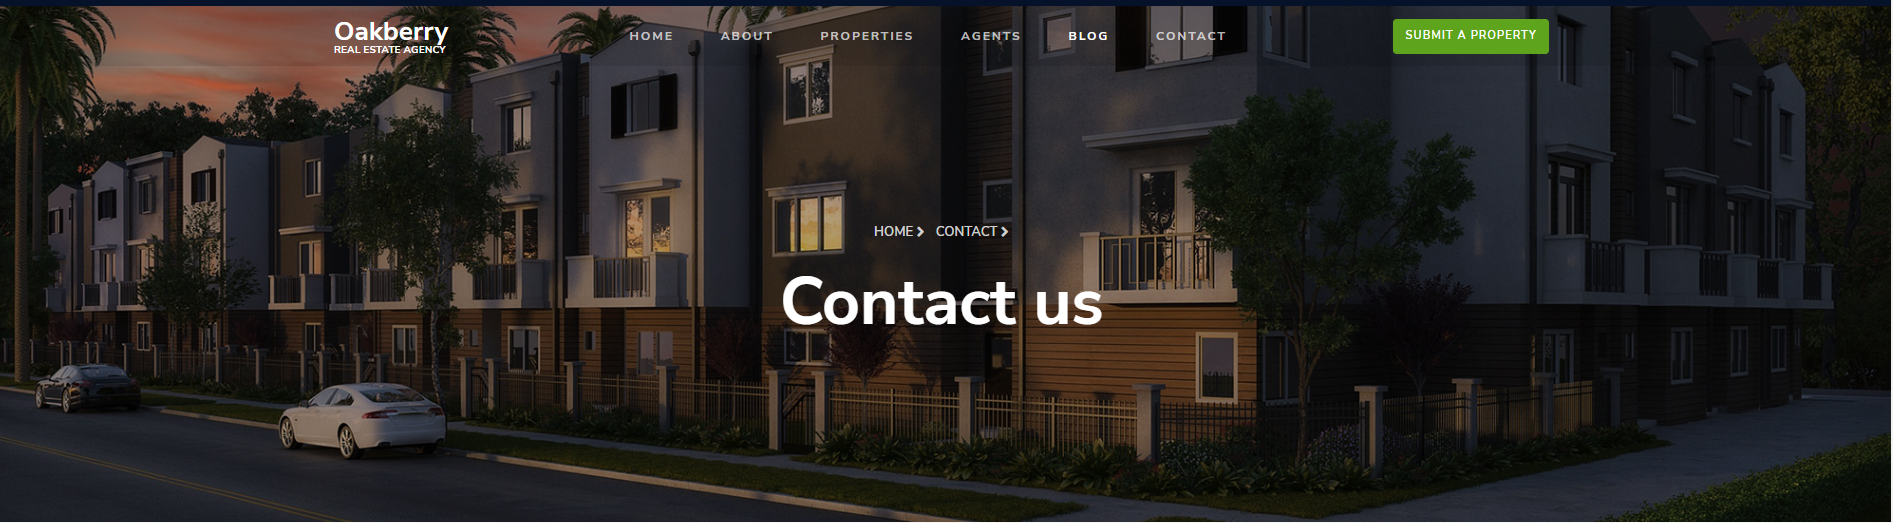 Oakberry
REAL ESTATE AGENCY
HOME ABOUT PROPERTIES AGENTS BLOG CONTACT
SUBMIT A PROPERTY
HOME CONTACT
Contact us